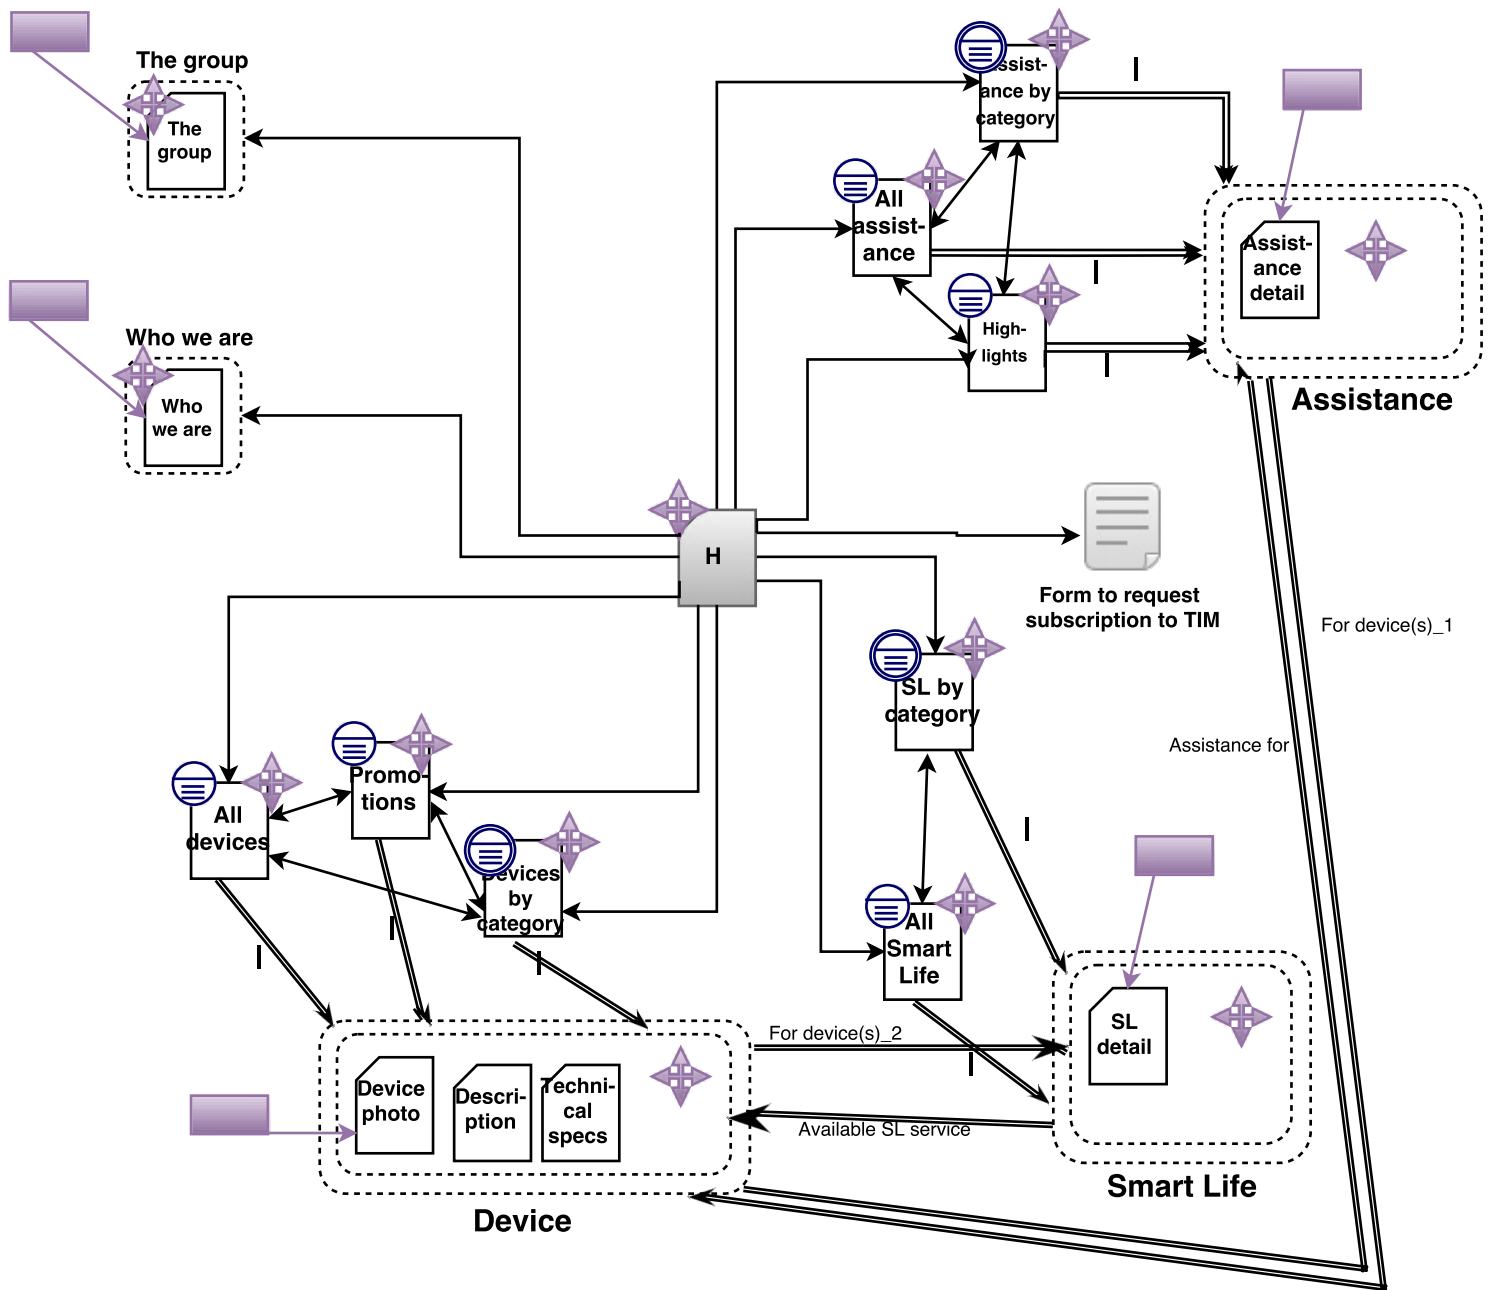 The group
The
group
Who we are
Who
we are
Assist-
ance by
category
I
All
assist-
ance
I
High-
lights
I
Assist-
ance
detail
Assistance
H
Form to request
subscription to TIM
For device(s)_1
Assistance for
SL by
category
I
All
Smart
Life
I
SL
detail
Smart Life
All
devices
I
Promo-
tions
I
Devices
by
category
I
For device(s)_2
Available SL service
Device
photo
Descri-
ption
Techni-
cal
specs
Device